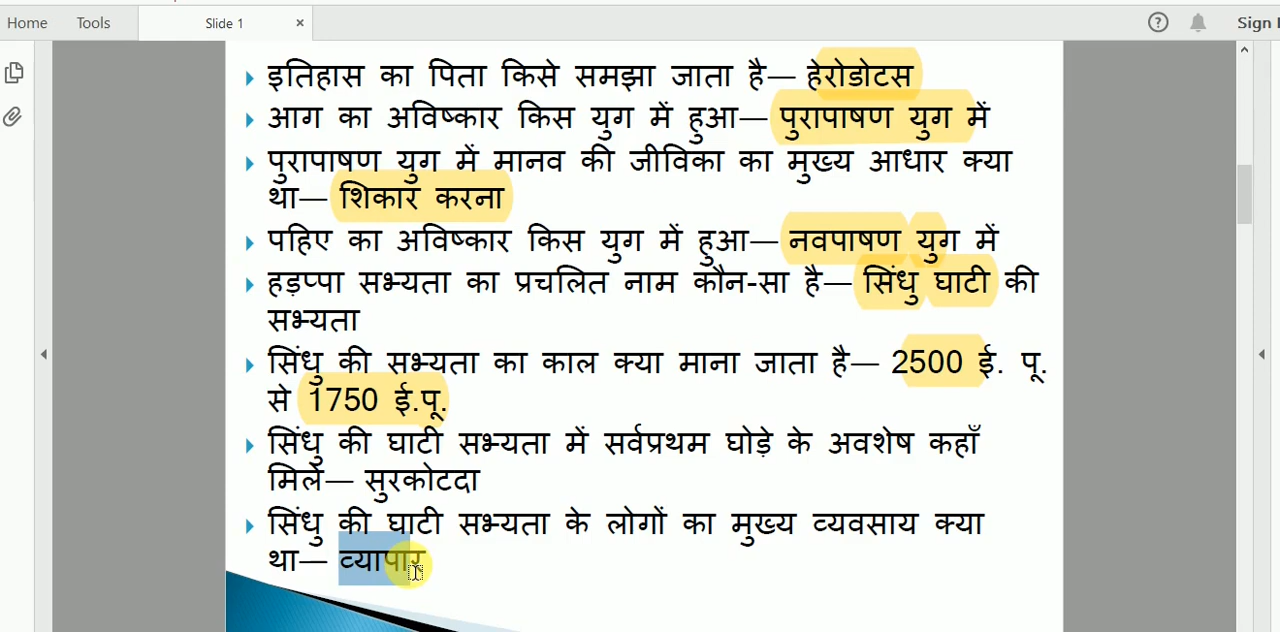 Home Tools Slide 1 × ? Sign
इतिहास का पिता किसे समझा जाता है— हेरोडोटस
आग का अविष्कार किस युग में हुआ— पुरापाषण युग में
पुरापाषण युग में मानव की जीविका का मुख्य आधार क्या
था— शिकार करना
पहिए का अविष्कार किस युग में हुआ— नवपाषण युग में
हड़प्पा सभ्यता का प्रचलित नाम कौन-सा है— सिंधु घाटी की
सभ्यता
सिंधु की सभ्यता का काल क्या माना जाता है— 2500 ई. पू.
से 1750 ई.पू.
सिंधु की घाटी सभ्यता में सर्वप्रथम घोड़े के अवशेष कहाँ
मिले— सुरकोटदा
सिंधु की घाटी सभ्यता के लोगों का मुख्य व्यवसाय क्या
था— व्यापार